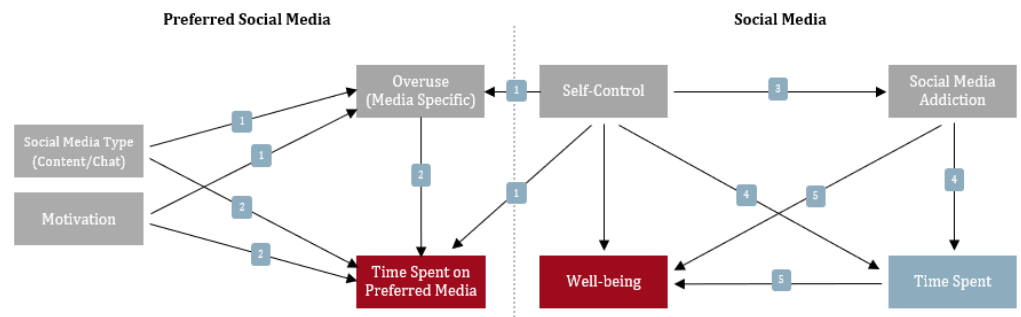 Preferred Social Media
Social Media
Overuse
(Media Specific)
1
Self-Control
3
Social Media
Addiction
1
Social Media Type
(Content/Chat)
1
2
4
Motivation
2
1
4
5
2
Time Spent on
Preferred Media
Well-being
5
Time Spent